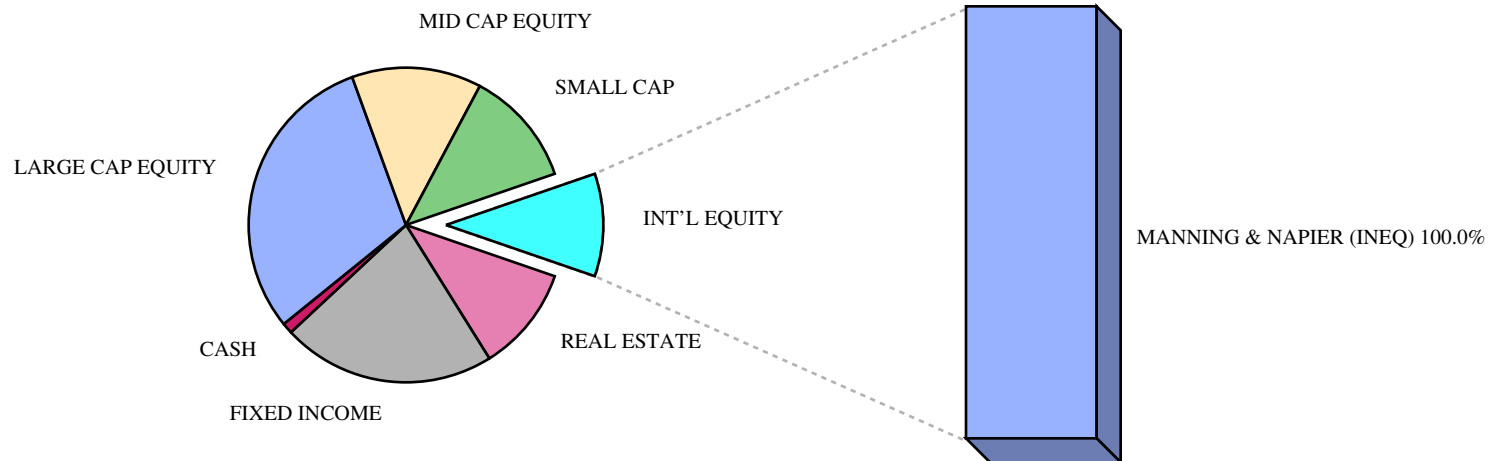 MID CAP EQUITY
SMALL CAP
LARGE CAP EQUITY
INT'L EQUITY
MANNING & NAPIER (INEQ) 100.0%
REAL ESTATE
CASH
FIXED INCOME